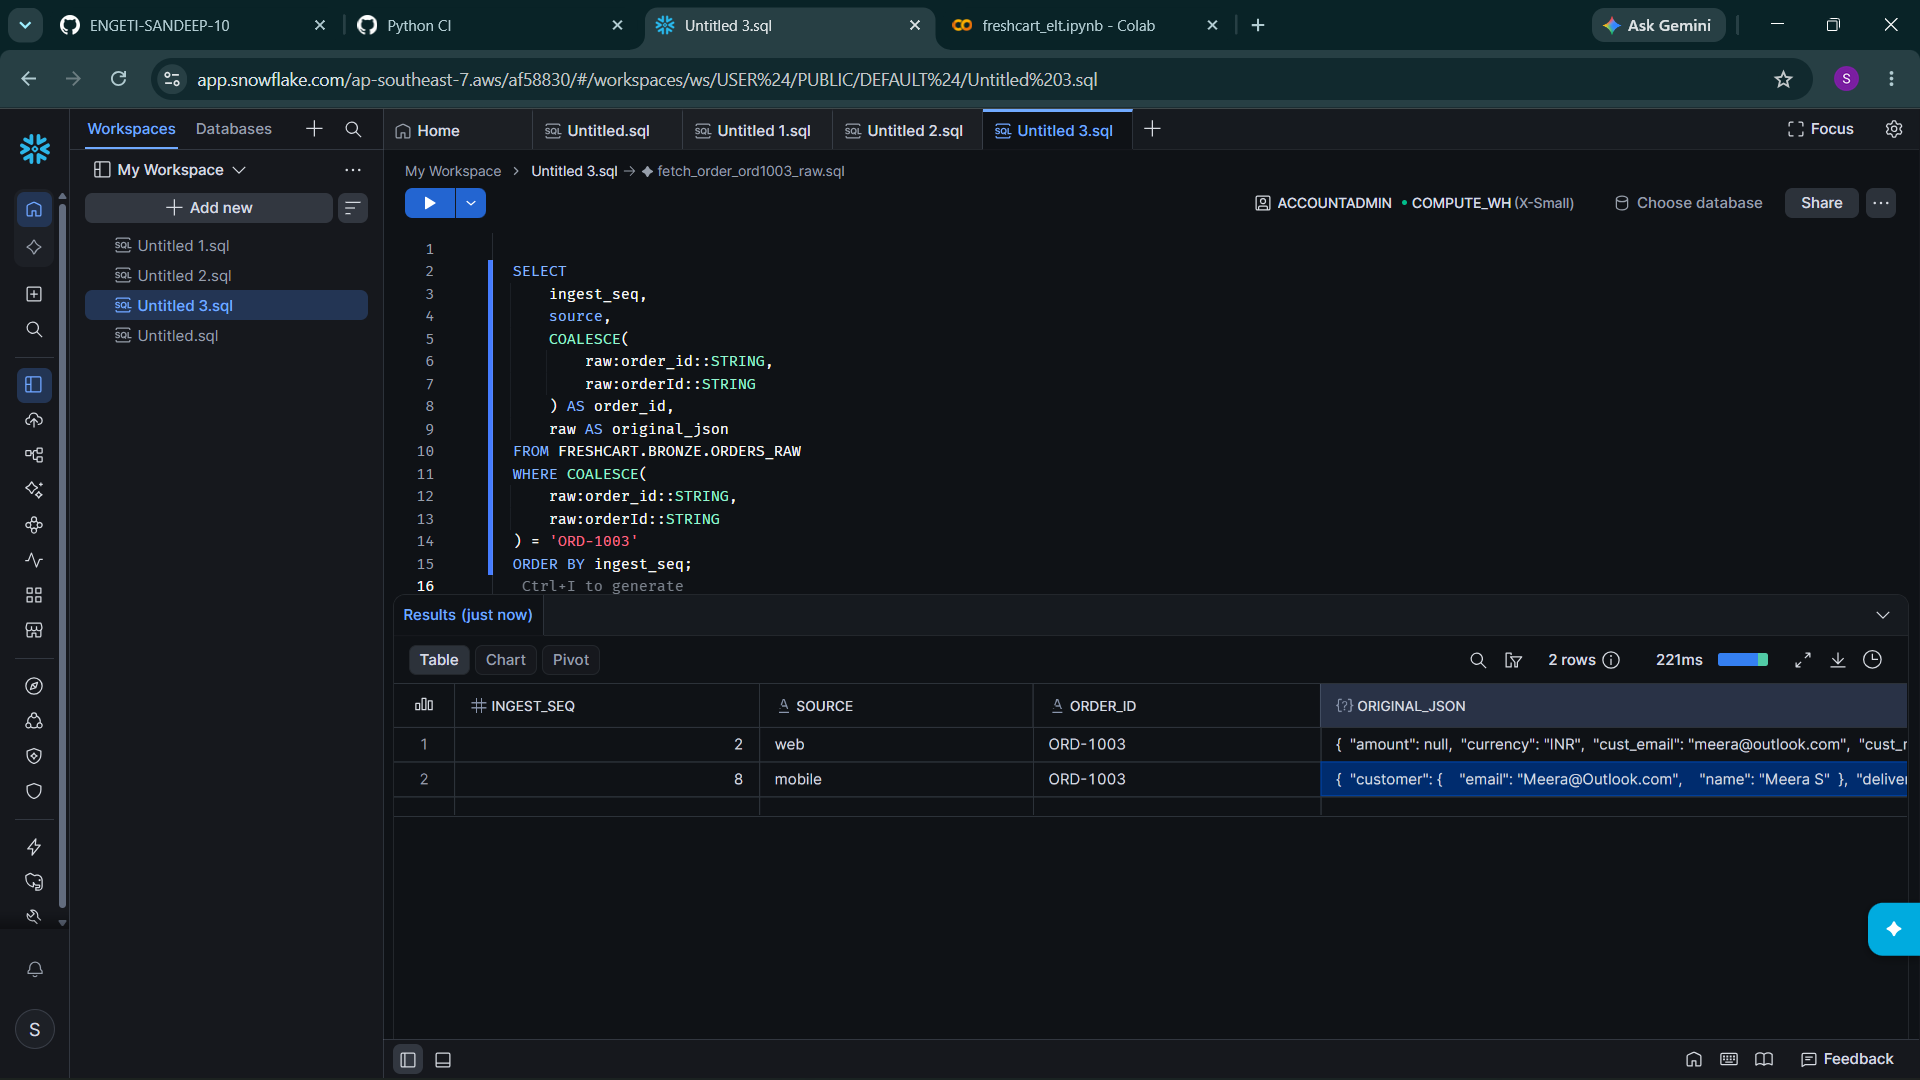 ENGETI-SANDEEP-10
Python CI
Untitled 3.sql
freshcart_elt.ipynb - Colab
Ask Gemini
app.snowflake.com/ap-southeast-7.aws/af58830/#/workspaces/ws/USER%24/PUBLIC/DEFAULT%24/Untitled%203.sql
S
Workspaces
Databases
Home
Untitled.sql
Untitled 1.sql
Untitled 2.sql
Untitled 3.sql
Focus
My Workspace
Add new
Untitled 1.sql
Untitled 2.sql
Untitled 3.sql
Untitled.sql
My Workspace > Untitled 3.sql → fetch_order_ord1003_raw.sql
ACCOUNTADMIN • COMPUTE_WH (X-Small)
Choose database
Share
1
2 SELECT
3 ingest_seq,
4 source,
5 COALESCE(
6 raw:order_id::STRING,
7 raw:orderId::STRING
8 ) AS order_id,
9 raw AS original_json
10 FROM FRESHCART.BRONZE.ORDERS_RAW
11 WHERE COALESCE(
12 raw:order_id::STRING,
13 raw:orderId::STRING
14 ) = 'ORD-1003'
15 ORDER BY ingest_seq;
16 Ctrl+I to generate
Results (just now)
Table
Chart
Pivot
2 rows
221ms
INGEST_SEQ
SOURCE
ORDER_ID
ORIGINAL_JSON
1 2 web ORD-1003 { "amount": null, "currency": "INR", "cust_email": "meera@outlook.com", "cust_r
2 8 mobile ORD-1003 { "customer": { "email": "Meera@Outlook.com", "name": "Meera S" }, "deliver
S
Feedback